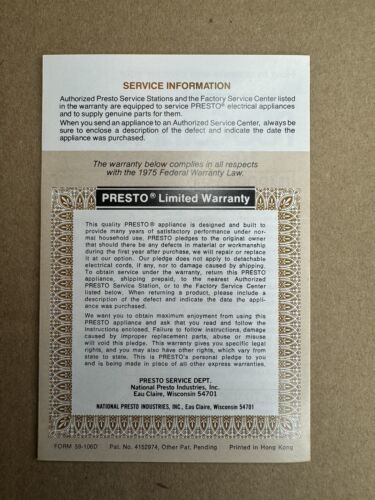 SERVICE INFORMATION
Authorized Presto Service Stations and the Factory Service Center listed
in the warranty are equipped to service PRESTO® electrical appliances
and to supply genuine parts for them.
When you send an appliance to an Authorized Service Center, always be
sure to enclose a description of the defect and indicate the date the
appliance was purchased.
The warranty below complies in all respects
with the 1975 Federal Warranty Law.
PRESTO® Limited Warranty
This quality PRESTO® appliance is designed and built to
provide many years of satisfactory performance under nor-
mal household use. PRESTO pledges to the original owner
that should there be any defects in material or workmanship
during the first year after purchase, we will repair or replace
it at our option. Our pledge does not apply to detachable
electrical cords, if any, nor to damage caused by shipping.
To obtain service under the warranty, return this PRESTO
appliance, shipping prepaid, to the nearest Authorized
PRESTO Service Station, or to the Factory Service Center
listed below. When returning a product, please include a
description of the defect and indicate the date the appli-
ance was purchased.
We want you to obtain maximum enjoyment from using this
PRESTO appliance and ask that you read and follow the
instructions enclosed. Failure to follow instructions, damage
caused by improper replacement parts, abuse or misuse
will void this pledge. This warranty gives you specific legal
rights, and you may also have other rights, which vary from
state to state. This is PRESTO's personal pledge to you
and is being made in place of all other express warranties.
PRESTO SERVICE DEPT.
National Presto Industries, Inc.
Eau Claire, Wisconsin 54701
NATIONAL PRESTO INDUSTRIES, INC., Eau Claire, Wisconsin 54701
FORM 59-106D Pat. No. 4152974, Other Pat. Pending Printed in Hong Kong